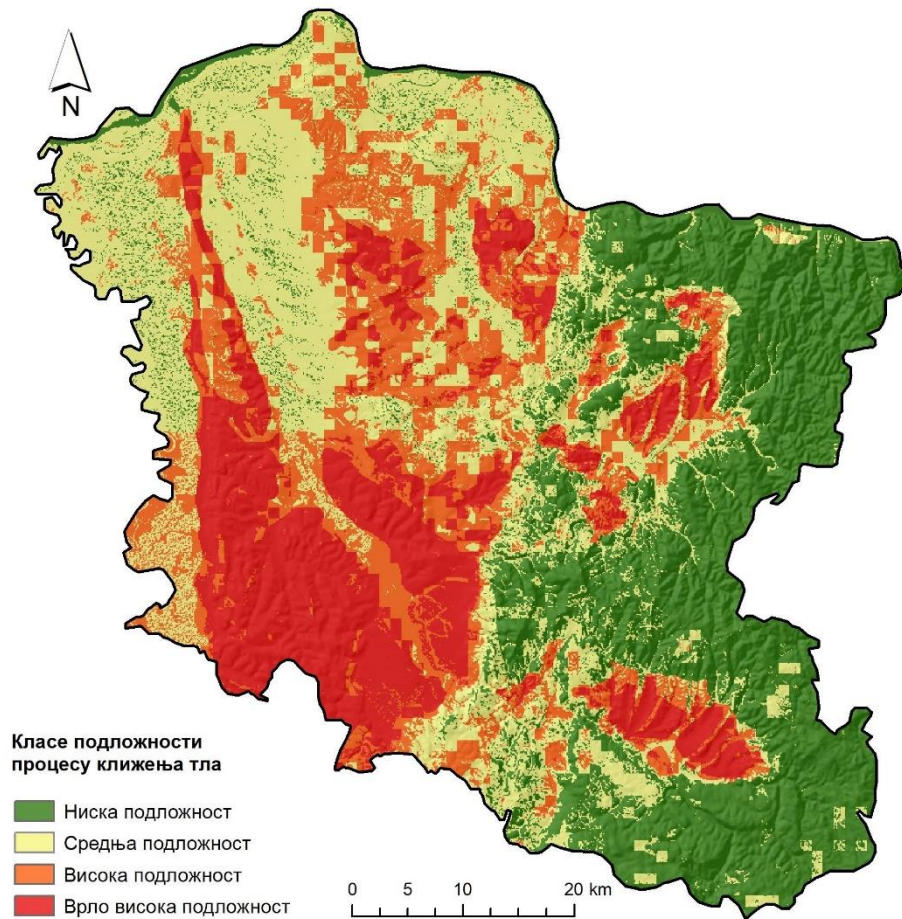 N
Класе подложности
процесу клижења тла
Ниска подложност
Средња подложност
Висока подложност
Врло висока подложност
0 5 10 20 km